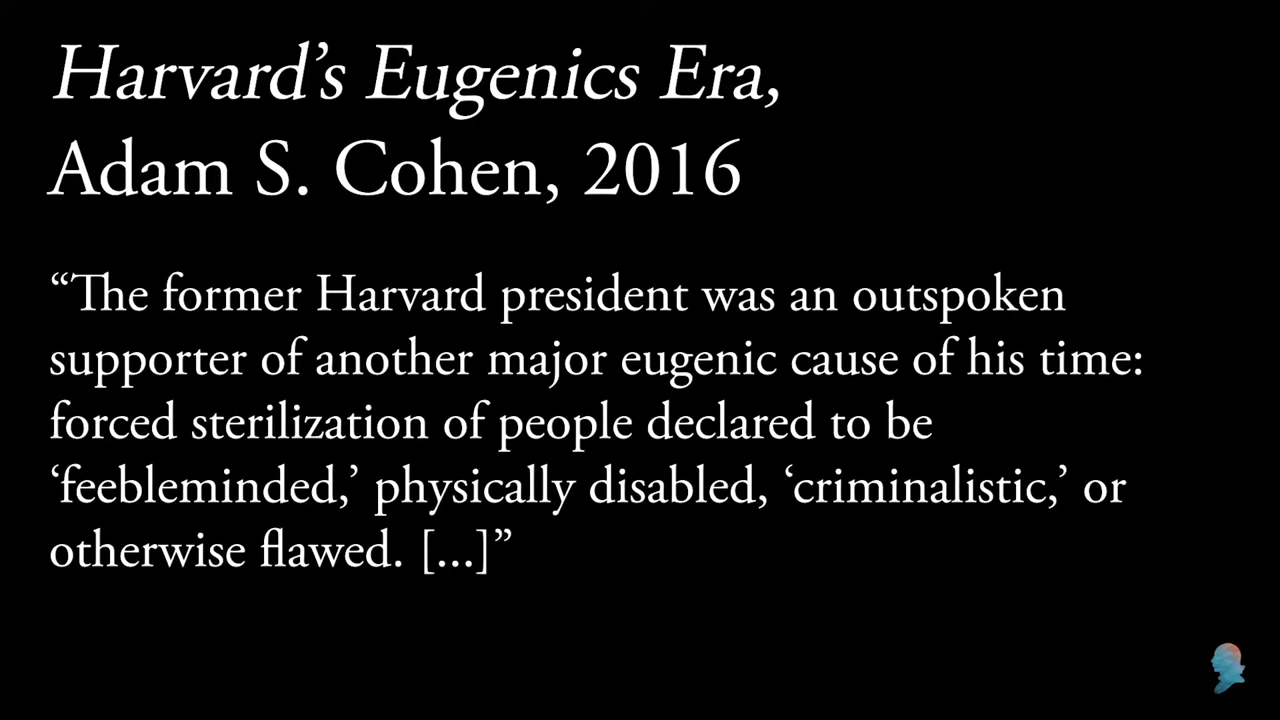 Harvard’s Eugenics Era,
Adam S. Cohen, 2016
“The former Harvard president was an outspoken
supporter of another major eugenic cause of his time:
forced sterilization of people declared to be
‘feebleminded,’ physically disabled, ‘criminalistic,’ or
otherwise flawed. [...]”